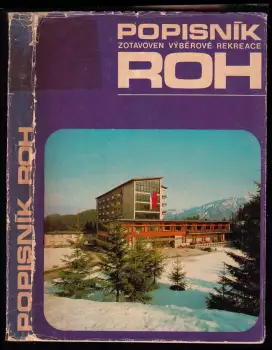 POPISNÍK
ZOTAVOVEN VÝBĚROVÉ REKREACE
ROH
POPISNÍK ROH